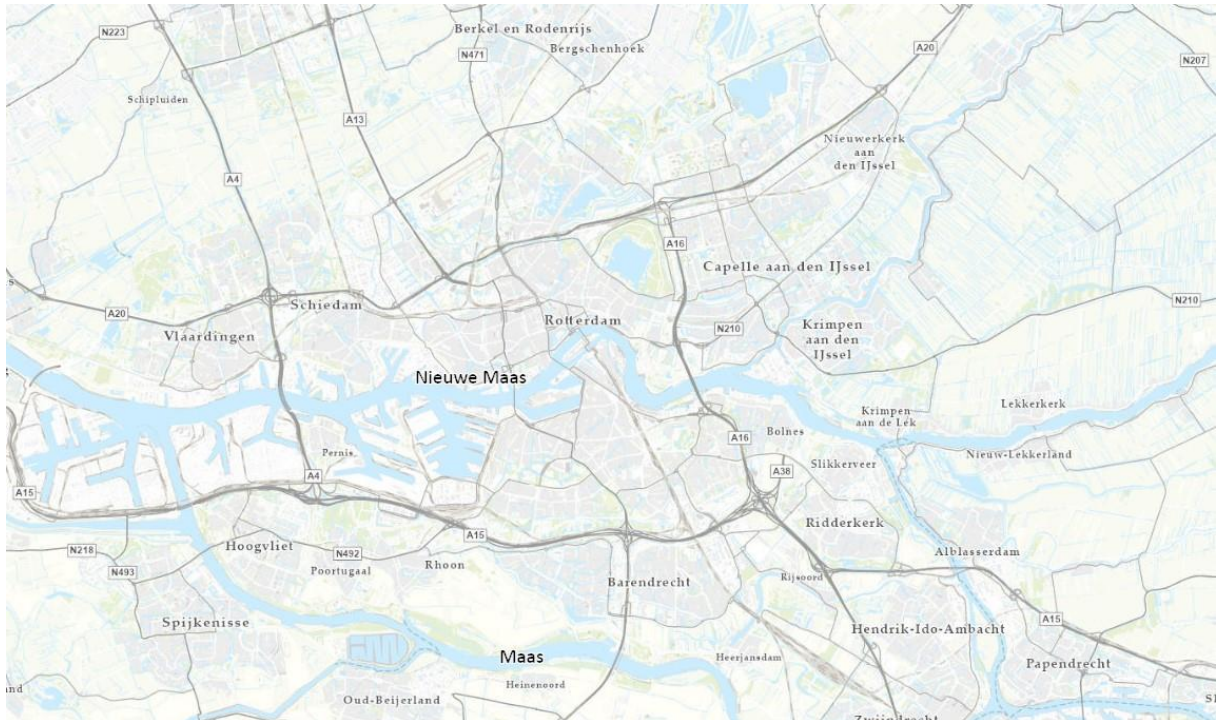 Berkel en Rodenrijs
N223
A20
Bergschenhoek
N471
N207
Schipluiden
A13
Nieuwerkerk
aan
den IJssel
A4
A16
Capelle aan den IJssel
N210
Schiedam
A20
Rotterdam
N210
Vlaardingen
Krimpen
aan den
IJssel
Nieuwe Maas
Lekkerkerk
Krimpen
aan de Lek
Bolnes
A16
Pernis
Nieuw-Lekkerland
Slikkerveer
A38
A4
A15
Ridderkerk
A15
Hoogvliet
N218
N492
Alblasserdam
Rhoon
Poortugaal
N493
Rijsoord
Barendrecht
A15
Spijkenisse
Hendrik-Ido-Ambacht
Maas
Heerjansdam
Papendrecht
Heinenoord
Oud-Beijerland
Zwijndrecht